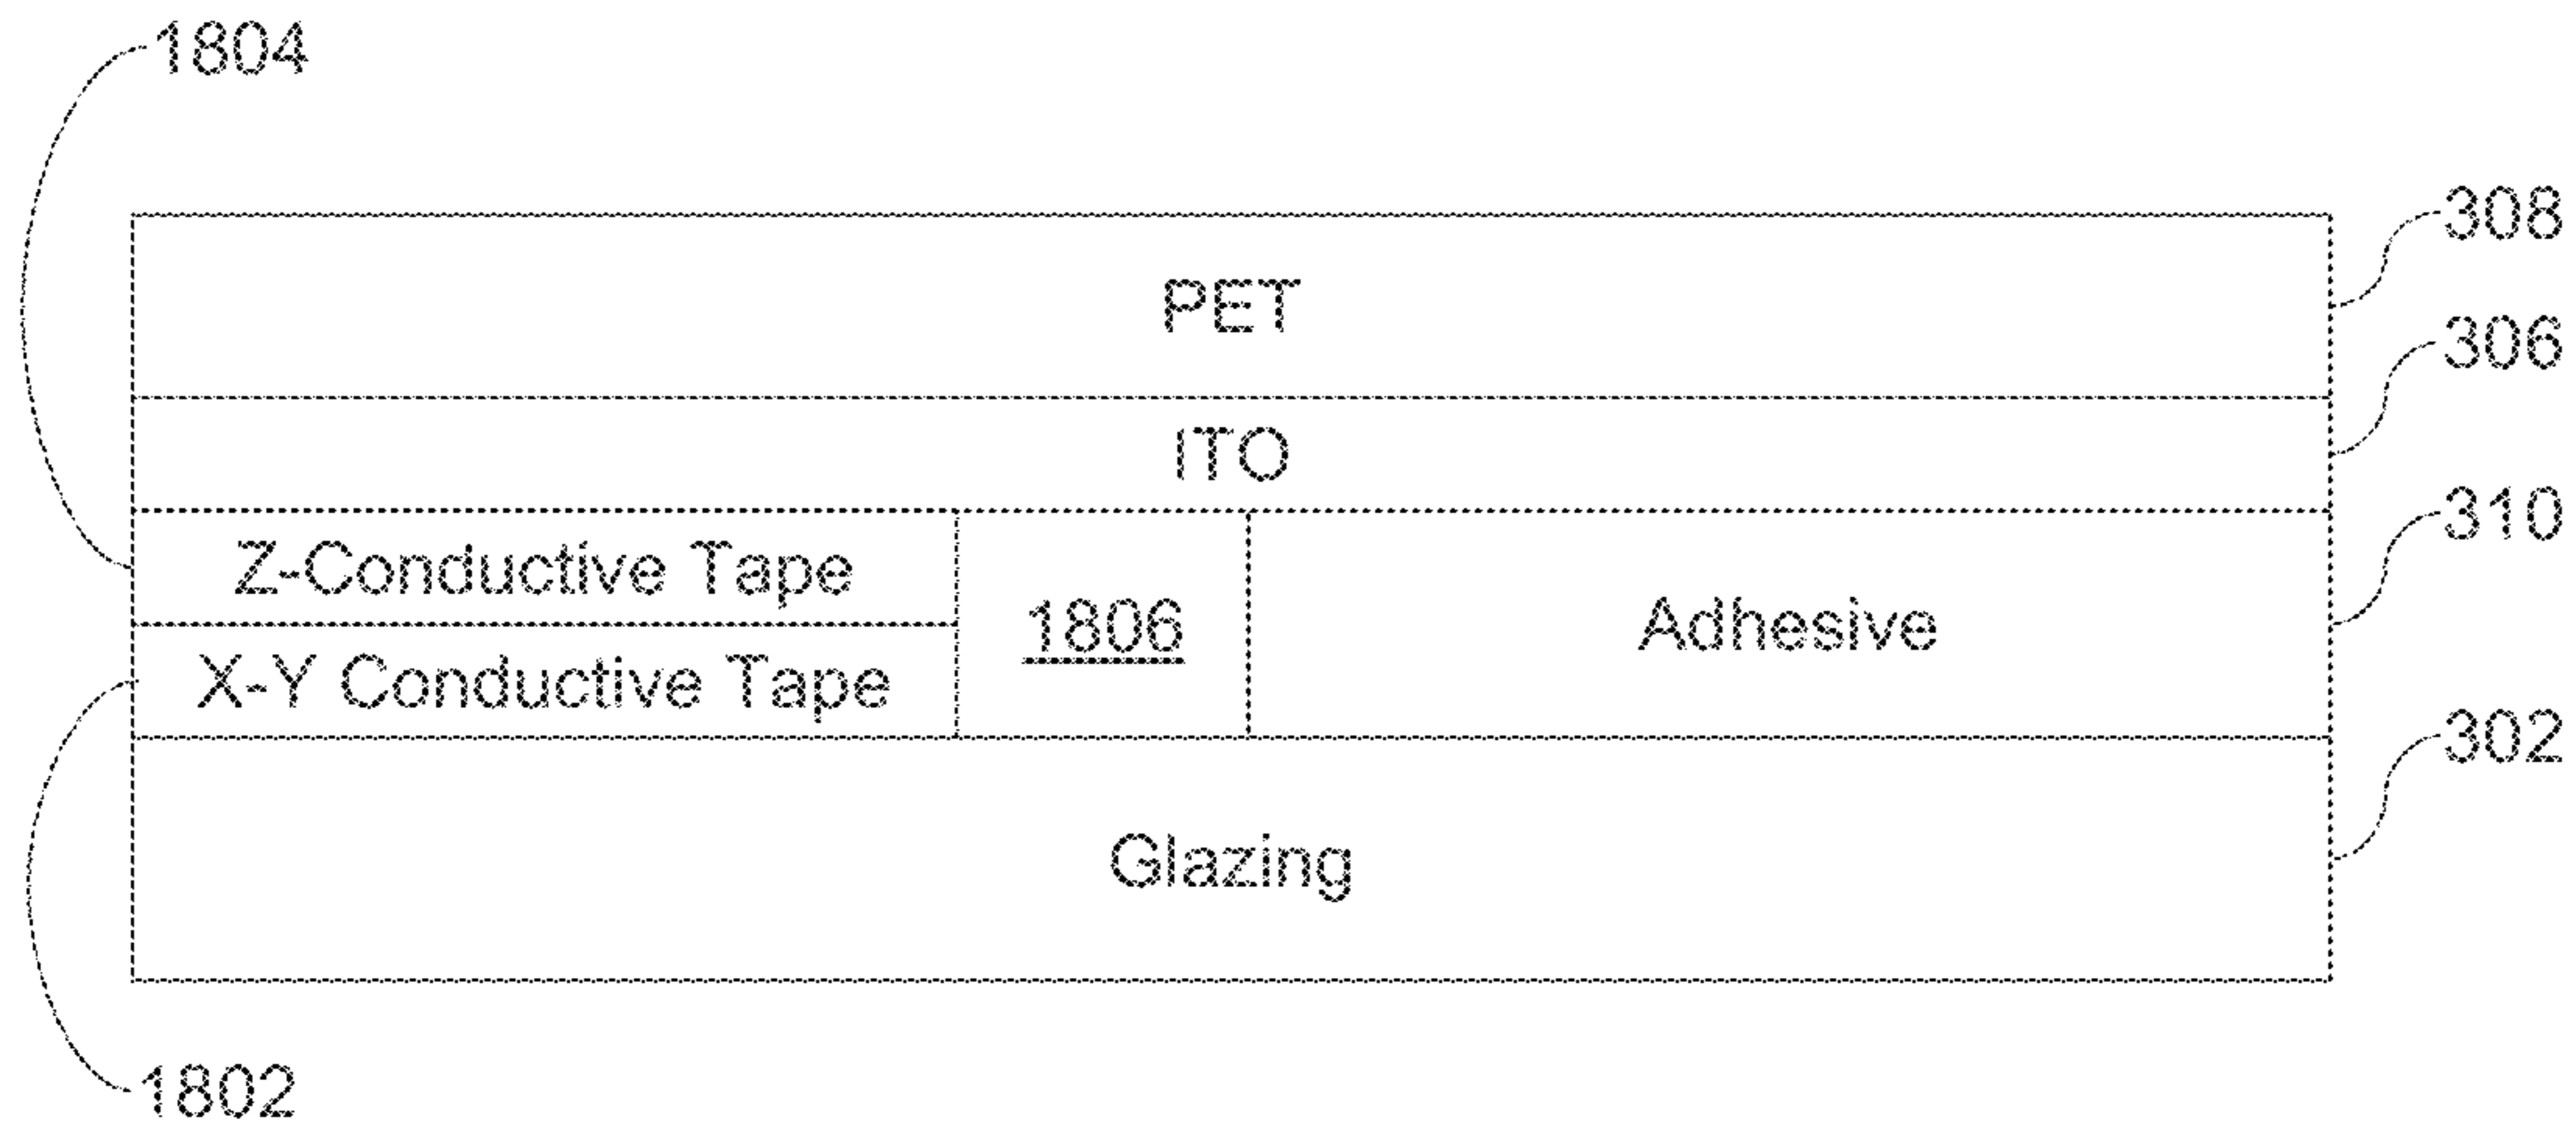 1804
308
PET
306
ITO
310
Z-Conductive Tape
1806
Adhesive
X-Y Conductive Tape
302
Glazing
1802